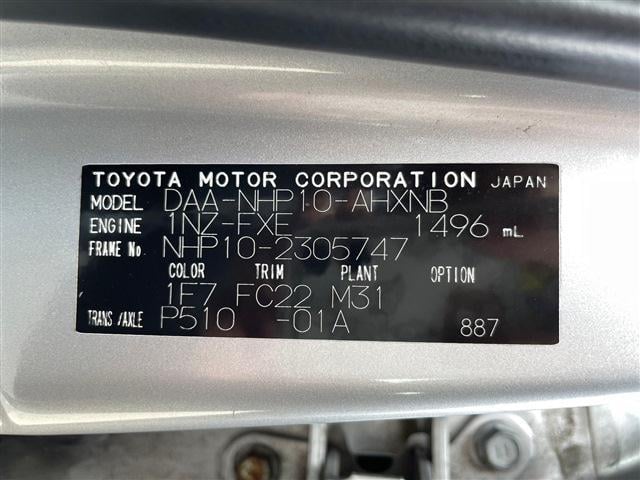 TOYOTA MOTOR CORPORATION JAPAN
MODEL DAA-NHP10-AHXNB
ENGINE 1NZ-FXE 1496 mL
FRAME No NHP10-2305747
COLOR TRIM PLANT OPTION
1F7 FC22 M31
TRANS/AXLE P510 -01A 887